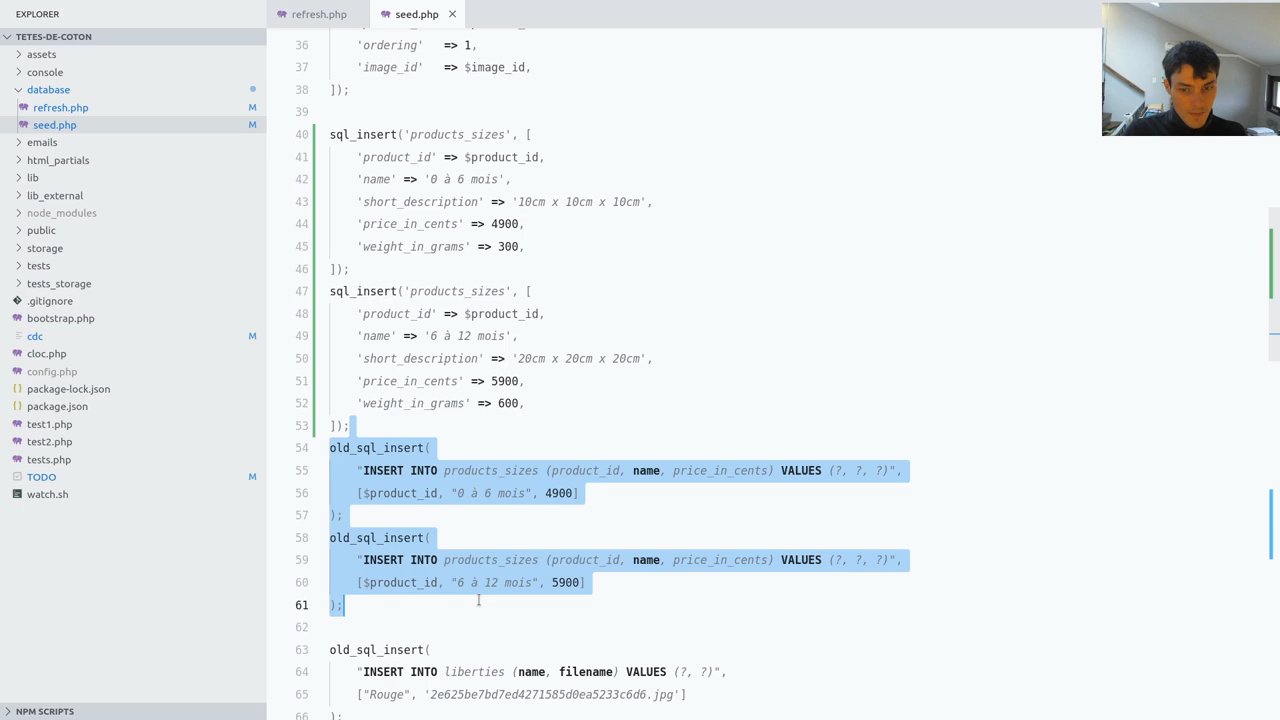 EXPLORER
refresh.php
seed.php
TETES-DE-COTON
assets
console
database
refresh.php M
seed.php M
emails
html_partials
lib
lib_external
node_modules
public
storage
tests
tests_storage
.gitignore
bootstrap.php
cdc M
cloc.php
config.php
package-lock.json
package.json
test1.php
test2.php
tests.php
TODO M
watch.sh
NPM SCRIPTS
36 'ordering' => 1,
37 'image_id' => $image_id,
38 ]);
39
40 sql_insert('products_sizes', [
41 'product_id' => $product_id,
42 'name' => '0 à 6 mois',
43 'short_description' => '10cm x 10cm x 10cm',
44 'price_in_cents' => 4900,
45 'weight_in_grams' => 300,
46 ]);
47 sql_insert('products_sizes', [
48 'product_id' => $product_id,
49 'name' => '6 à 12 mois',
50 'short_description' => '20cm x 20cm x 20cm',
51 'price_in_cents' => 5900,
52 'weight_in_grams' => 600,
53 ]);
54 old_sql_insert(
55 "INSERT INTO products_sizes (product_id, name, price_in_cents) VALUES (?, ?, ?)",
56 [$product_id, "0 à 6 mois", 4900]
57 );
58 old_sql_insert(
59 "INSERT INTO products_sizes (product_id, name, price_in_cents) VALUES (?, ?, ?)",
60 [$product_id, "6 à 12 mois", 5900]
61 );
62
63 old_sql_insert(
64 "INSERT INTO liberties (name, filename) VALUES (?, ?)",
65 ["Rouge", '2e625be7bd7ed4271585d0ea5233c6d6.jpg']
66 );